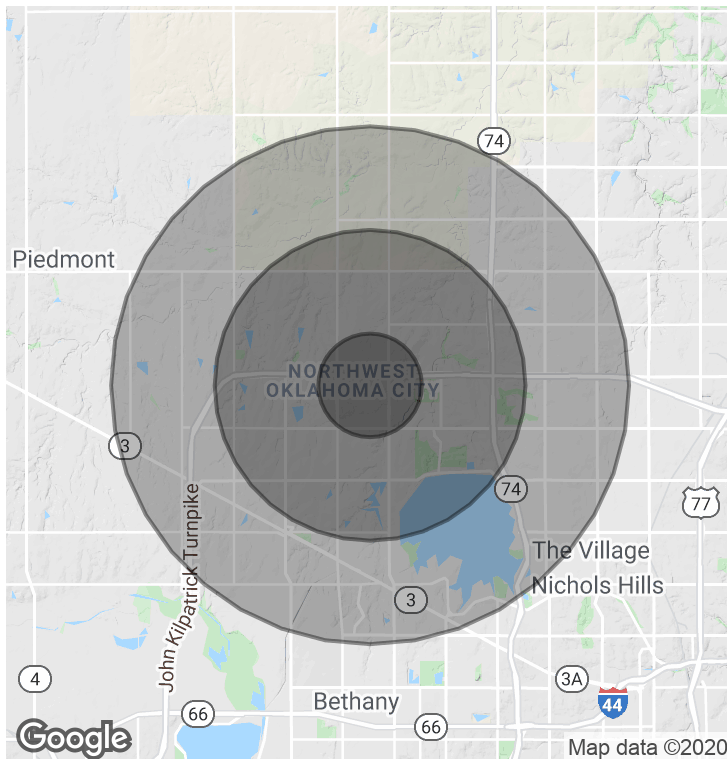 74
Piedmont
NORTHWEST
OKLAHOMA CITY
3
74
77
John Kilpatrick Turnpike
The Village
Nichols Hills
3
4
3A
44
Bethany
66
66
Google
Map data ©2020